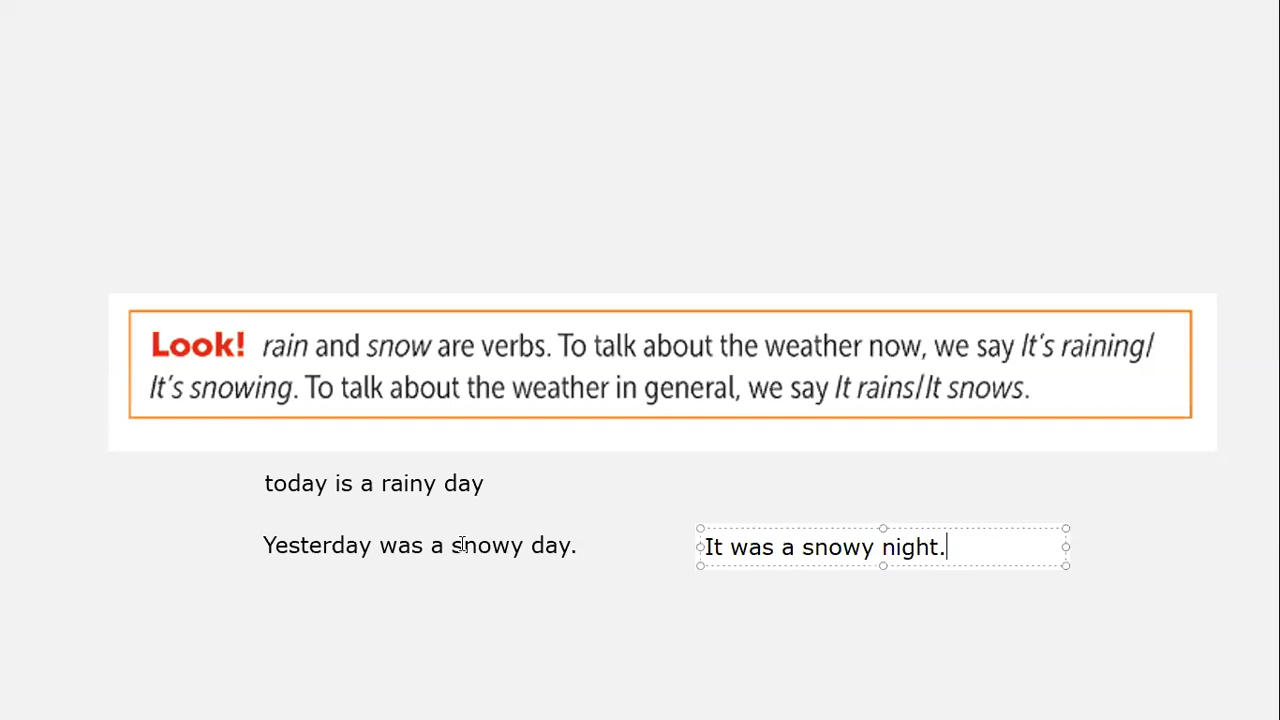 Look! rain and snow are verbs. To talk about the weather now, we say It's raining/
It's snowing. To talk about the weather in general, we say It rains/It snows.
today is a rainy day
Yesterday was a snowy day.
It was a snowy night.